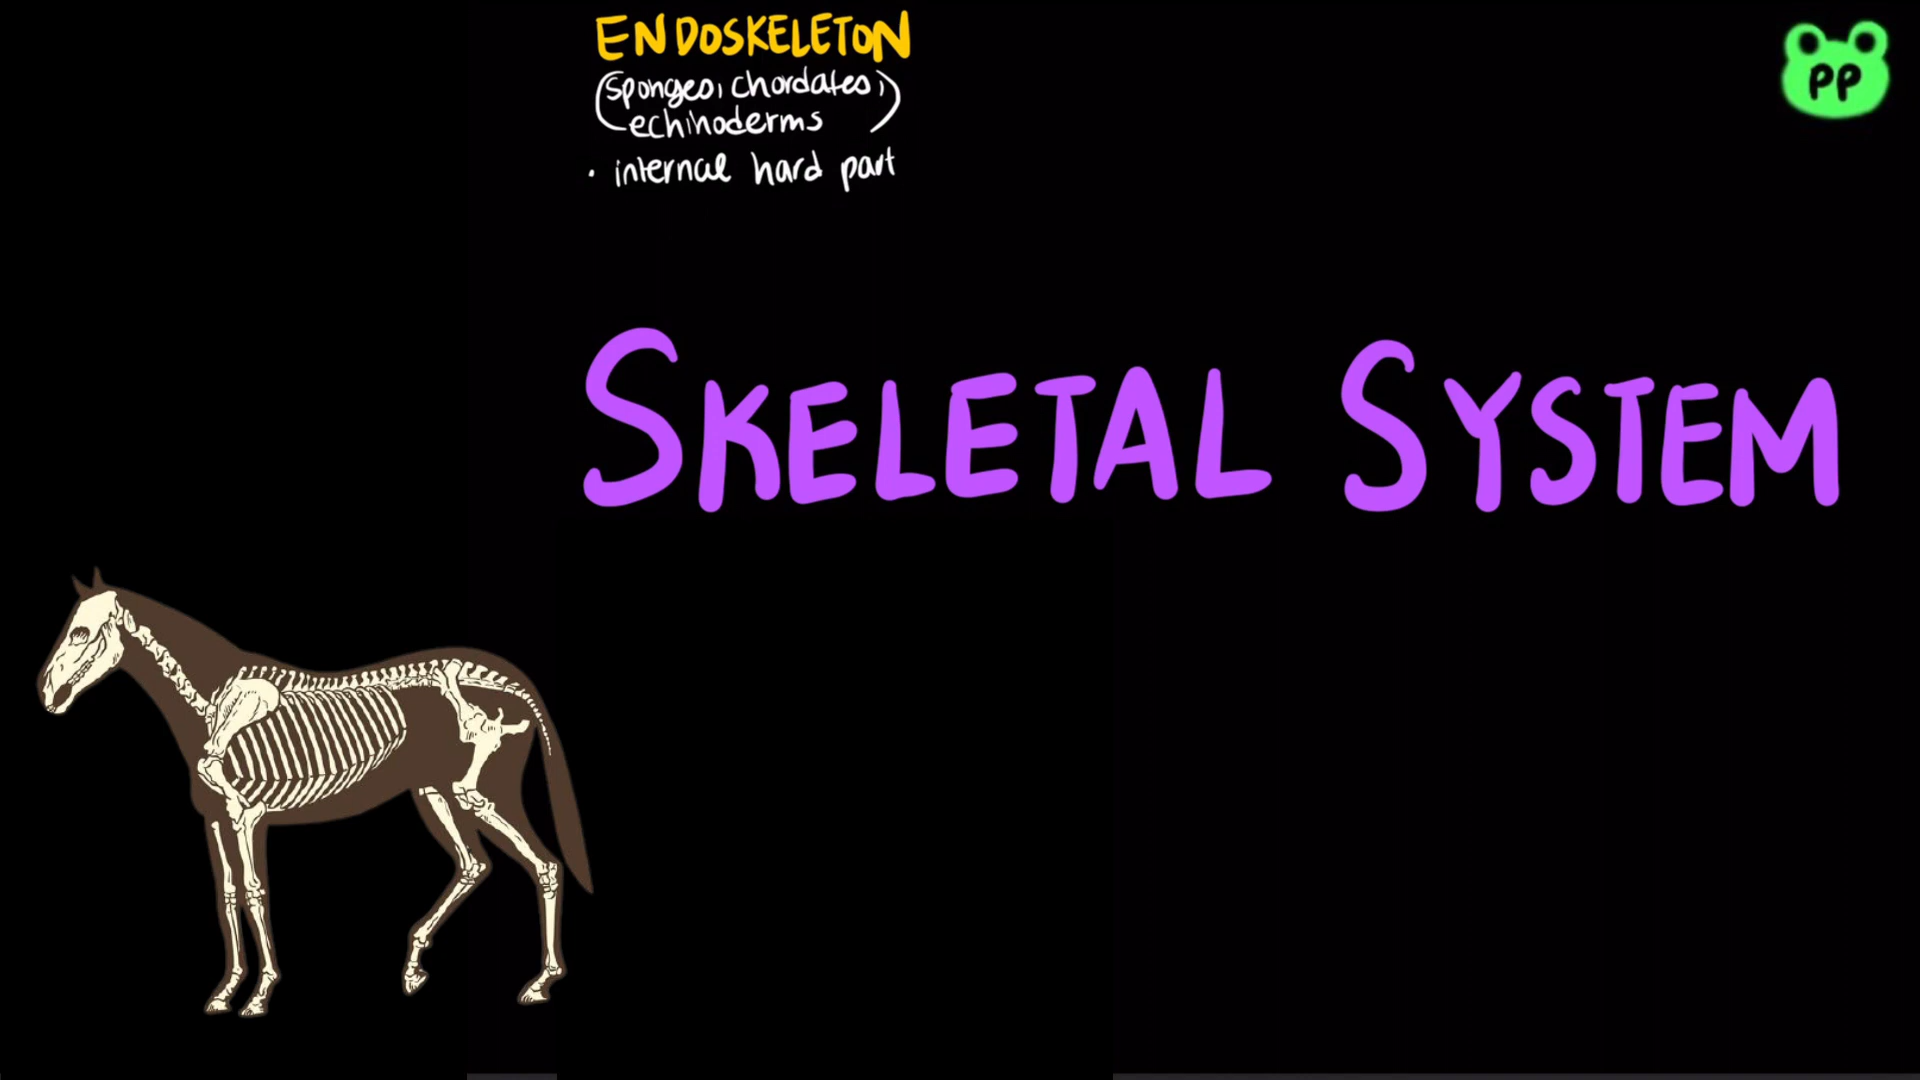 ENDOSKELETON
(sponges, chordates,
echinoderms)
• internal hard part
PP
SKELETAL SYSTEM